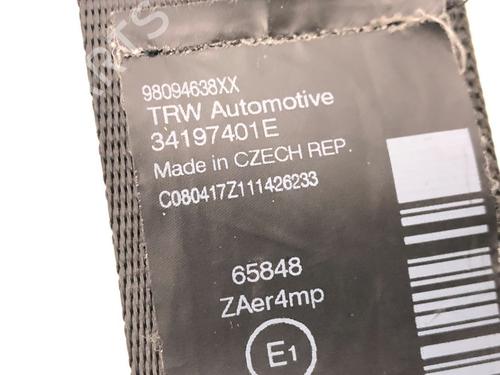 98094638XX
TRW Automotive
34197401E
Made in CZECH REP.
C080417Z111426233
65848
ZAer4mp
E1